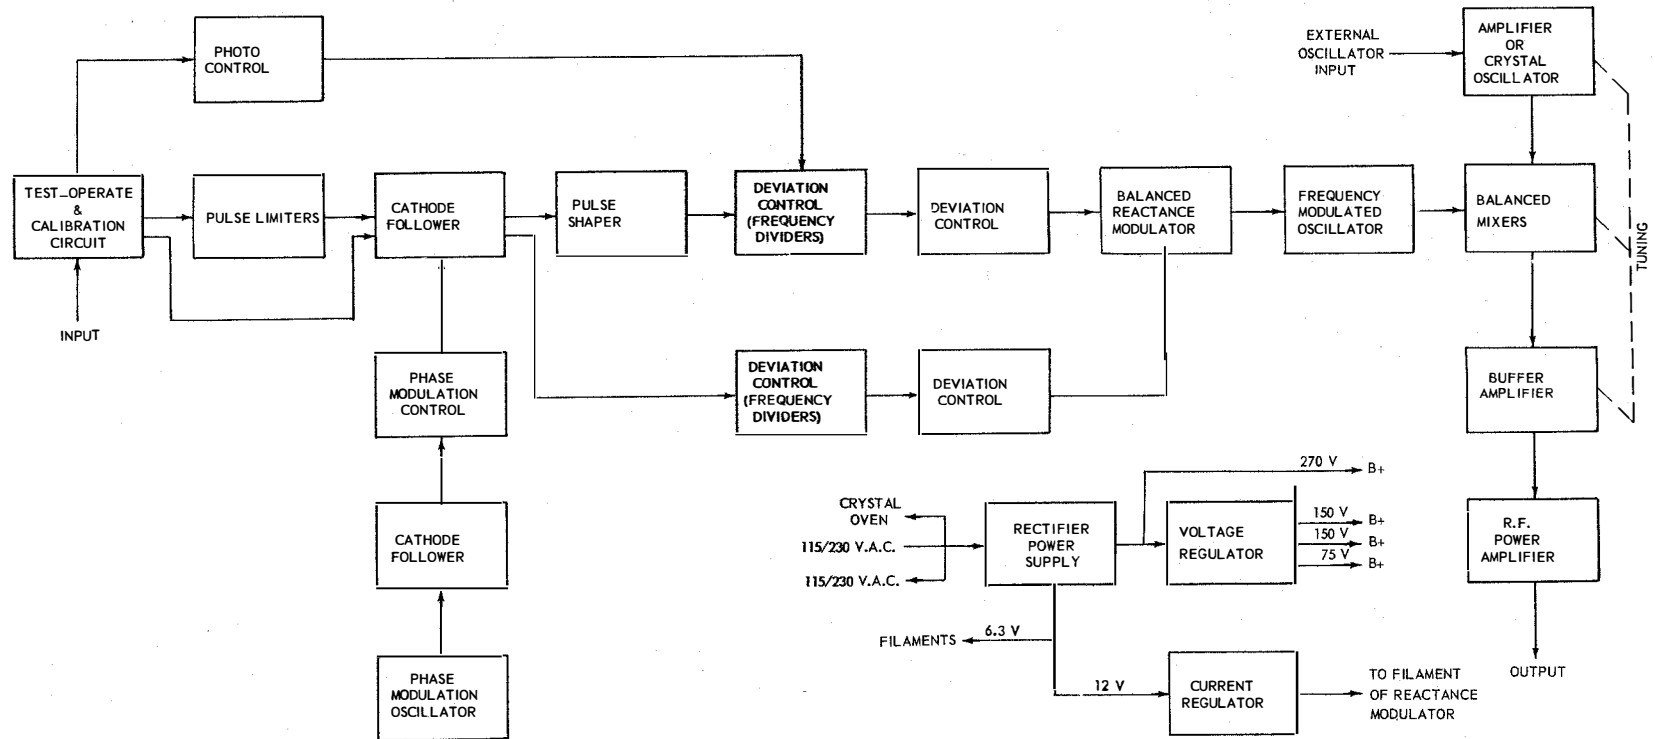 PHOTO
CONTROL
EXTERNAL
OSCILLATOR
INPUT
AMPLIFIER
OR
CRYSTAL
OSCILLATOR
TEST-OPERATE
&
CALIBRATION
CIRCUIT
PULSE LIMITERS
CATHODE
FOLLOWER
PULSE
SHAPER
DEVIATION
CONTROL
(FREQUENCY
DIVIDERS)
DEVIATION
CONTROL
BALANCED
REACTANCE
MODULATOR
FREQUENCY
MODULATED
OSCILLATOR
BALANCED
MIXERS
TUNING
INPUT
PHASE
MODULATION
CONTROL
DEVIATION
CONTROL
(FREQUENCY
DIVIDERS)
DEVIATION
CONTROL
BUFFER
AMPLIFIER
CATHODE
FOLLOWER
CRYSTAL
OVEN
115/230 V.A.C.
115/230 V.A.C.
RECTIFIER
POWER
SUPPLY
270 V B+
VOLTAGE
REGULATOR
150 V B+
150 V B+
75 V B+
R.F.
POWER
AMPLIFIER
FILAMENTS 6.3 V
PHASE
MODULATION
OSCILLATOR
12 V
CURRENT
REGULATOR
TO FILAMENT
OF REACTANCE
MODULATOR
OUTPUT